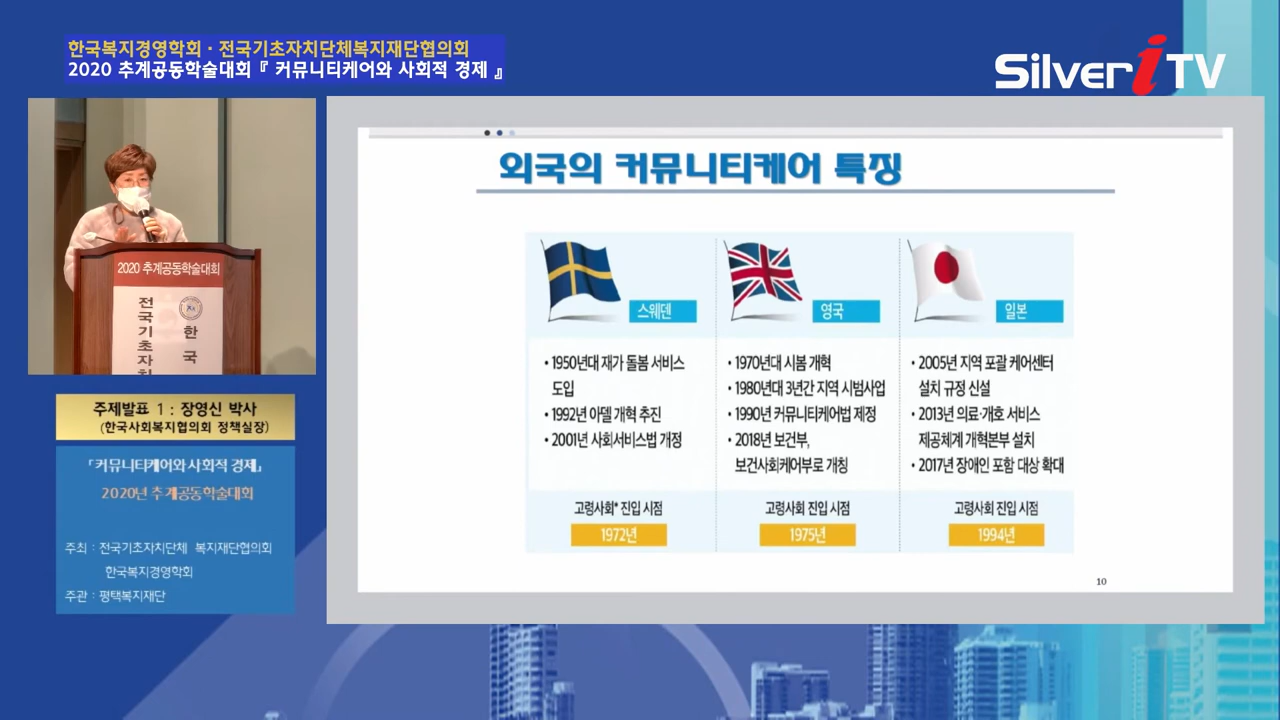 한국복지경영학회 · 전국기초자치단체복지재단협의회
2020 추계공동학술대회『 커뮤니티케어와 사회적 경제 』
Silver i TV
2020 추계공동학술대회
전국기초자치
한국
주제발표 1 : 장영신 박사
(한국사회복지협의회 정책실장)
「커뮤니티케어와 사회적 경제」
2020년 추계공동학술대회
주최 : 전국기초자치단체 복지재단협의회
한국복지경영학회
주관 : 평택복지재단
외국의 커뮤니티케어 특징
스웨덴
• 1950년대 재가 돌봄 서비스
도입
• 1992년 아델 개혁 추진
• 2001년 사회서비스법 개정
고령사회* 진입 시점
1972년
영국
• 1970년대 시봄 개혁
• 1980년대 3년간 지역 시범사업
• 1990년 커뮤니티케어법 제정
• 2018년 보건부,
보건사회케어부로 개칭
고령사회 진입 시점
1975년
일본
• 2005년 지역 포괄 케어센터
설치 규정 신설
• 2013년 의료·개호 서비스
제공체계 개혁본부 설치
• 2017년 장애인 포함 대상 확대
고령사회 진입 시점
1994년
10